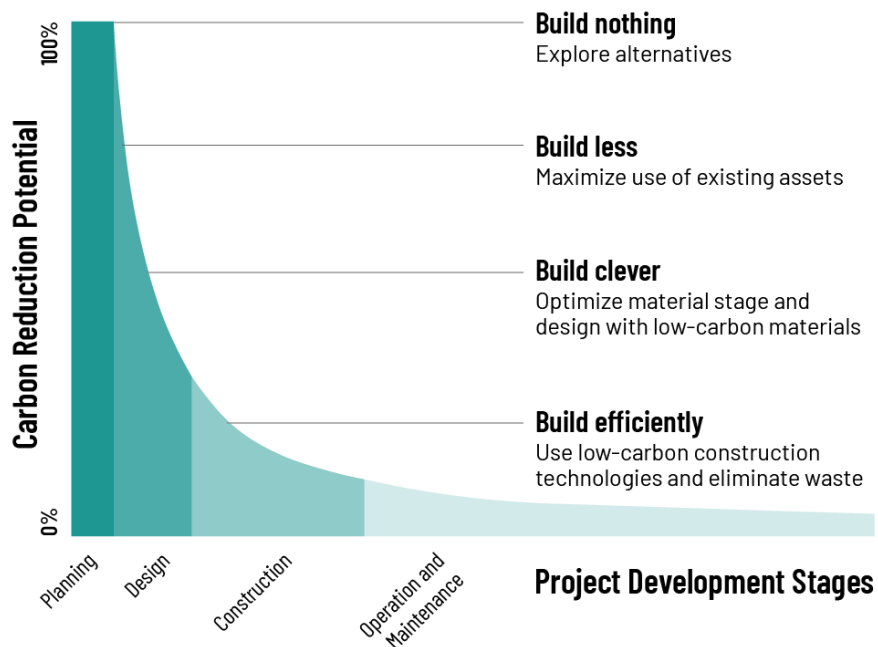 100%
Carbon Reduction Potential
0%
Build nothing
Explore alternatives
Build less
Maximize use of existing assets
Build clever
Optimize material stage and
design with low-carbon materials
Build efficiently
Use low-carbon construction
technologies and eliminate waste
Planning
Design
Construction
Operation and
Maintenance
Project Development Stages